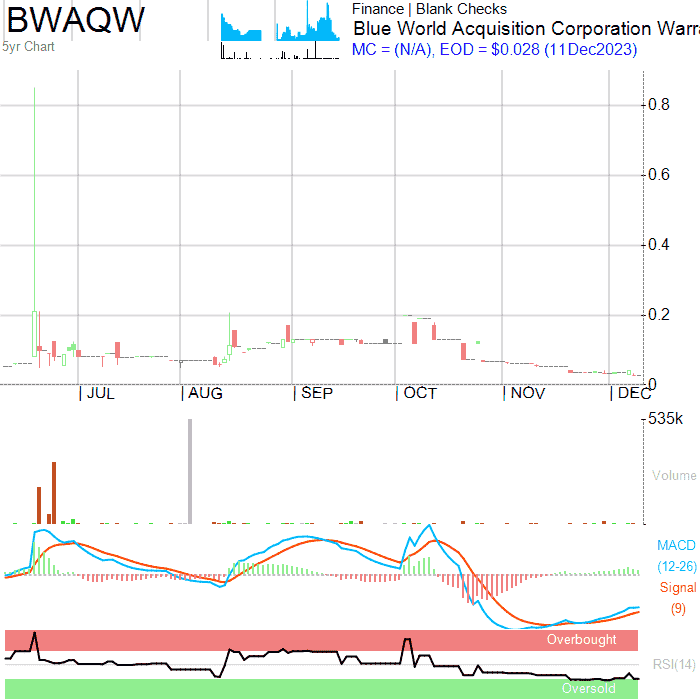 BWAQW
5yr Chart
Finance | Blank Checks
Blue World Acquisition Corporation Warra
MC = (N/A), EOD = $0.028 (11Dec2023)
0.8
0.6
0.4
0.2
0
| JUL | AUG | SEP | OCT | NOV | DEC
535k
Volume
MACD
(12-26)
Signal
(9)
Overbought
RSI(14)
Oversold